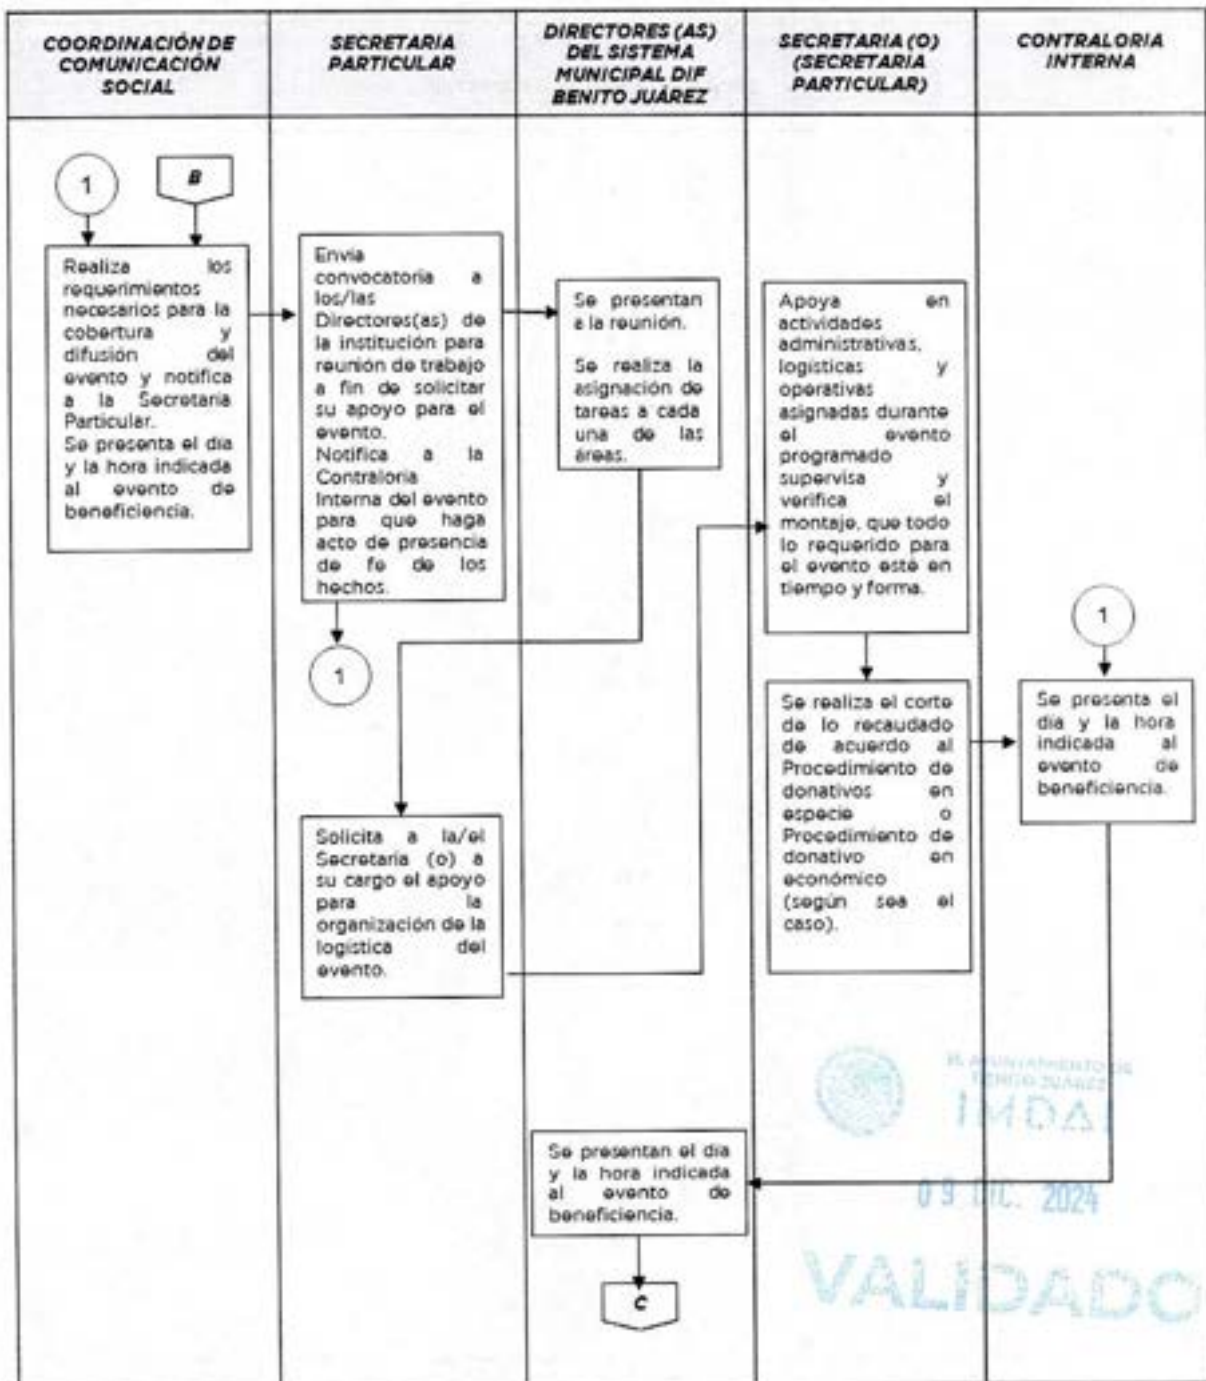 COORDINACIÓN DE
COMUNICACIÓN
SOCIAL
SECRETARIA
PARTICULAR
DIRECTORES (AS)
DEL SISTEMA
MUNICIPAL DIF
BENITO JUÁREZ
SECRETARIA (O)
(SECRETARIA
PARTICULAR)
CONTRALORIA
INTERNA
1
B
Realiza los
requerimientos
necesarios para la
cobertura y
difusión del
evento y notifica
a la Secretaria
Particular.
Se presenta el día
y la hora indicada
al evento de
beneficiencia.
Envía
convocatoria a
los/las
Directores(as) de
la institución para
reunión de trabajo
a fin de solicitar
su apoyo para el
evento.
Notifica a la
Contraloria
Interna del evento
para que haga
acto de presencia
de fe de los
hechos.
1
Se presentan
a la reunión.
Se realiza la
asignación de
tareas a cada
una de las
áreas.
Apoya en
actividades
administrativas,
logísticas y
operativas
asignadas durante
el evento
programado
supervisa y
verifica el
montaje, que todo
lo requerido para
el evento esté en
tiempo y forma.
1
Se realiza el corte
de lo recaudado
de acuerdo al
Procedimiento de
donativos en
especie o
Procedimiento de
donativo en
económico
(según sea el
caso).
Se presenta el
día y la hora
indicada al
evento de
beneficiencia.
Solicita a la/el
Secretaria (o) a
su cargo el apoyo
para la
organización de la
logística del
evento.
Se presentan el día
y la hora indicada
al evento de
beneficiencia.
C
H. AYUNTAMIENTO DE
BENITO JUÁREZ
IMDAI
09 DIC. 2024
VALIDADO